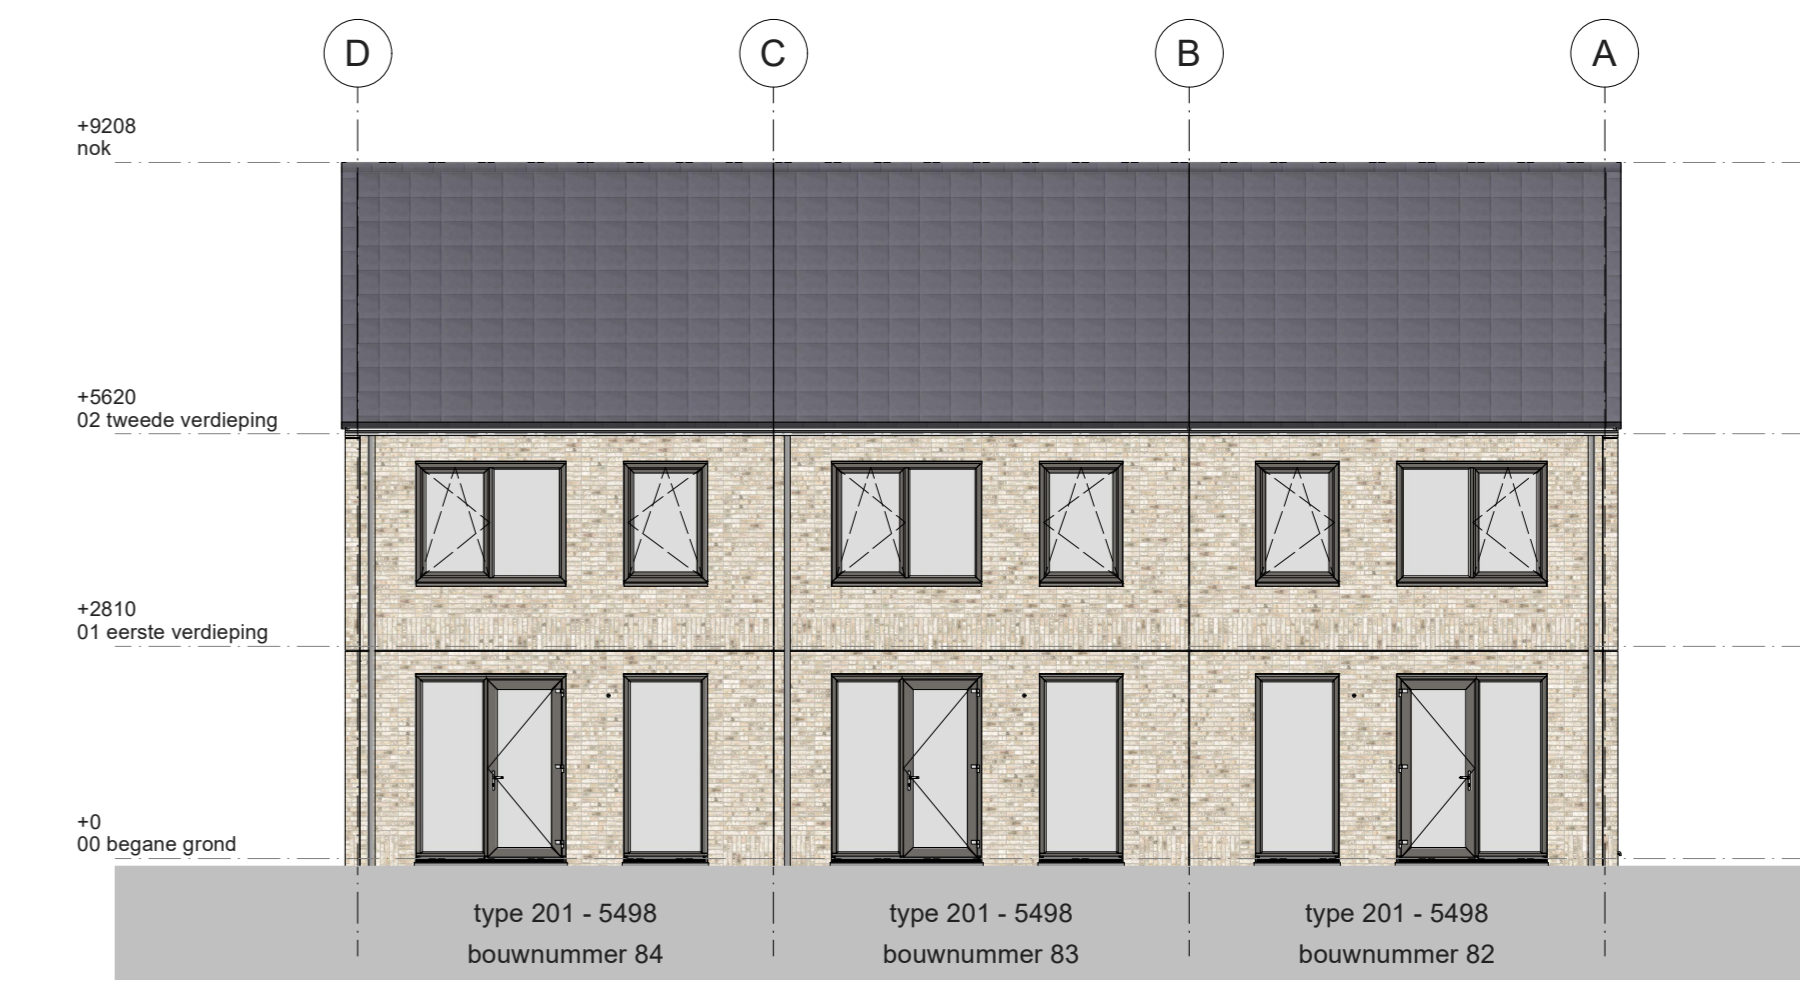 D C B A
+9208
nok
+5620
02 tweede verdieping
+2810
01 eerste verdieping
+0
00 begane grond
type 201 - 5498 type 201 - 5498 type 201 - 5498
bouwnummer 84 bouwnummer 83 bouwnummer 82